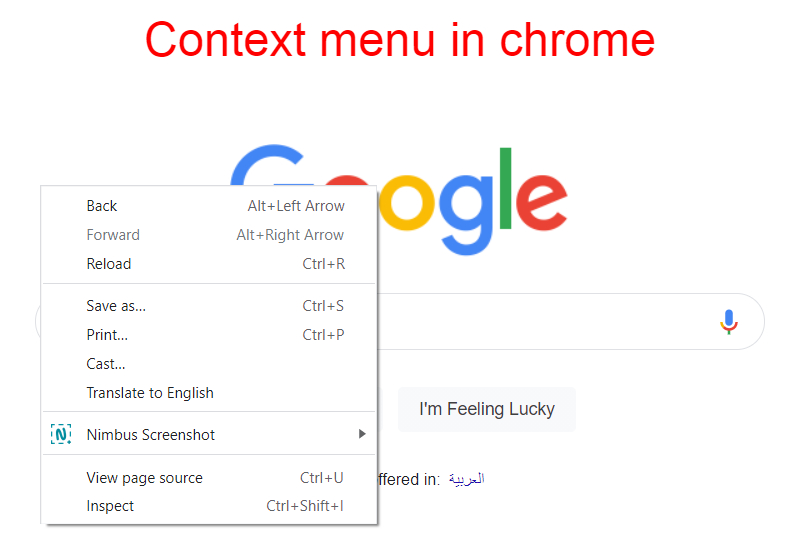 Context menu in chrome
Google
Back Alt+Left Arrow
Forward Alt+Right Arrow
Reload Ctrl+R
Save as... Ctrl+S
Print... Ctrl+P
Cast...
Translate to English
I'm Feeling Lucky
Nimbus Screenshot
View page source Ctrl+U
ffered in: العربية
Inspect Ctrl+Shift+I